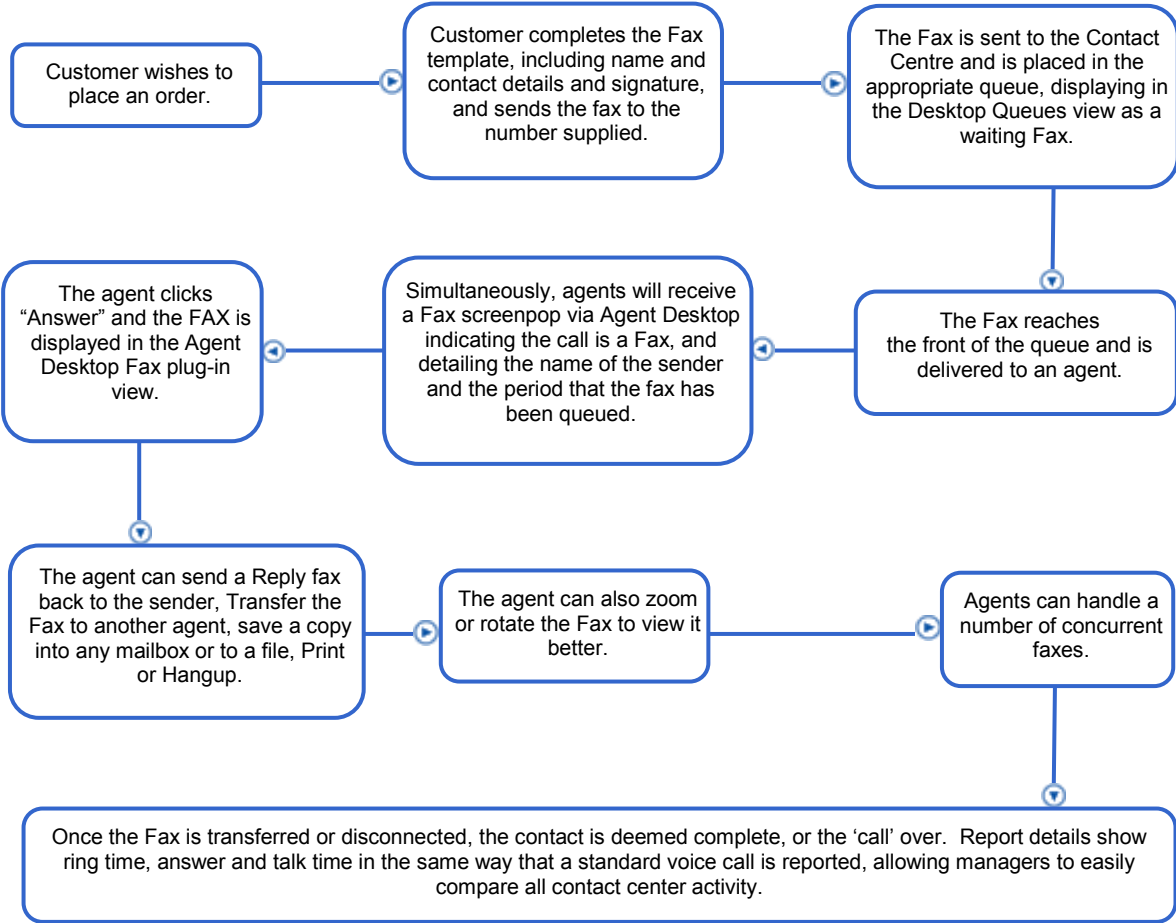 Customer wishes to
place an order.
Customer completes the Fax
template, including name and
contact details and signature,
and sends the fax to the
number supplied.
The Fax is sent to the Contact
Centre and is placed in the
appropriate queue, displaying in
the Desktop Queues view as a
waiting Fax.
The Fax reaches
the front of the queue and is
delivered to an agent.
Simultaneously, agents will receive
a Fax screenpop via Agent Desktop
indicating the call is a Fax, and
detailing the name of the sender
and the period that the fax has
been queued.
The agent clicks
“Answer” and the FAX is
displayed in the Agent
Desktop Fax plug-in
view.
The agent can send a Reply fax
back to the sender, Transfer the
Fax to another agent, save a copy
into any mailbox or to a file, Print
or Hangup.
The agent can also zoom
or rotate the Fax to view it
better.
Agents can handle a
number of concurrent
faxes.
Once the Fax is transferred or disconnected, the contact is deemed complete, or the ‘call’ over.  Report details show
ring time, answer and talk time in the same way that a standard voice call is reported, allowing managers to easily
compare all contact center activity.